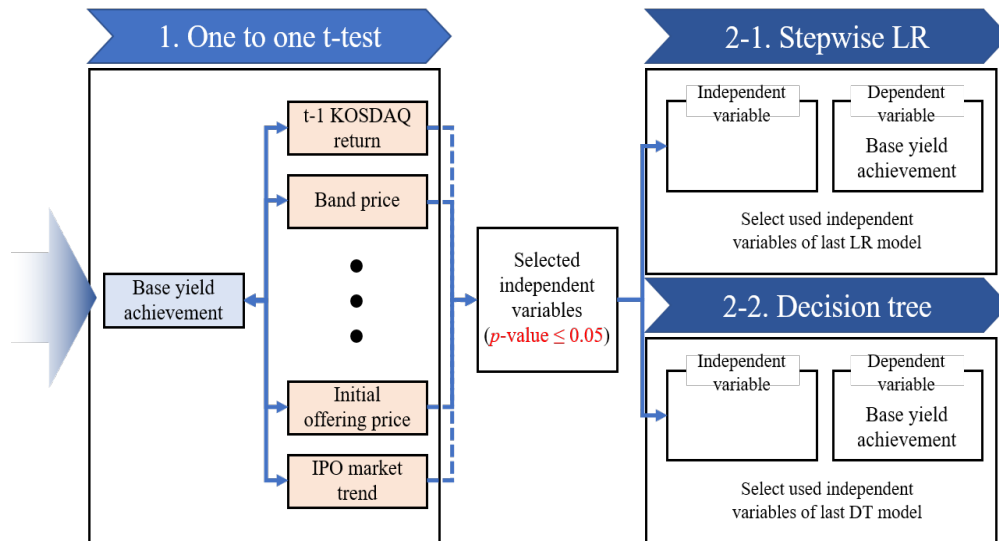 1. One to one t-test
t-1 KOSDAQ
return
Band price
Base yield
achievement
Initial
offering price
IPO market
trend
Selected
independent
variables
(p-value ≤ 0.05)
2-1. Stepwise LR
Independent
variable
Dependent
variable
Base yield
achievement
Select used independent
variables of last LR model
2-2. Decision tree
Independent
variable
Dependent
variable
Base yield
achievement
Select used independent
variables of last DT model